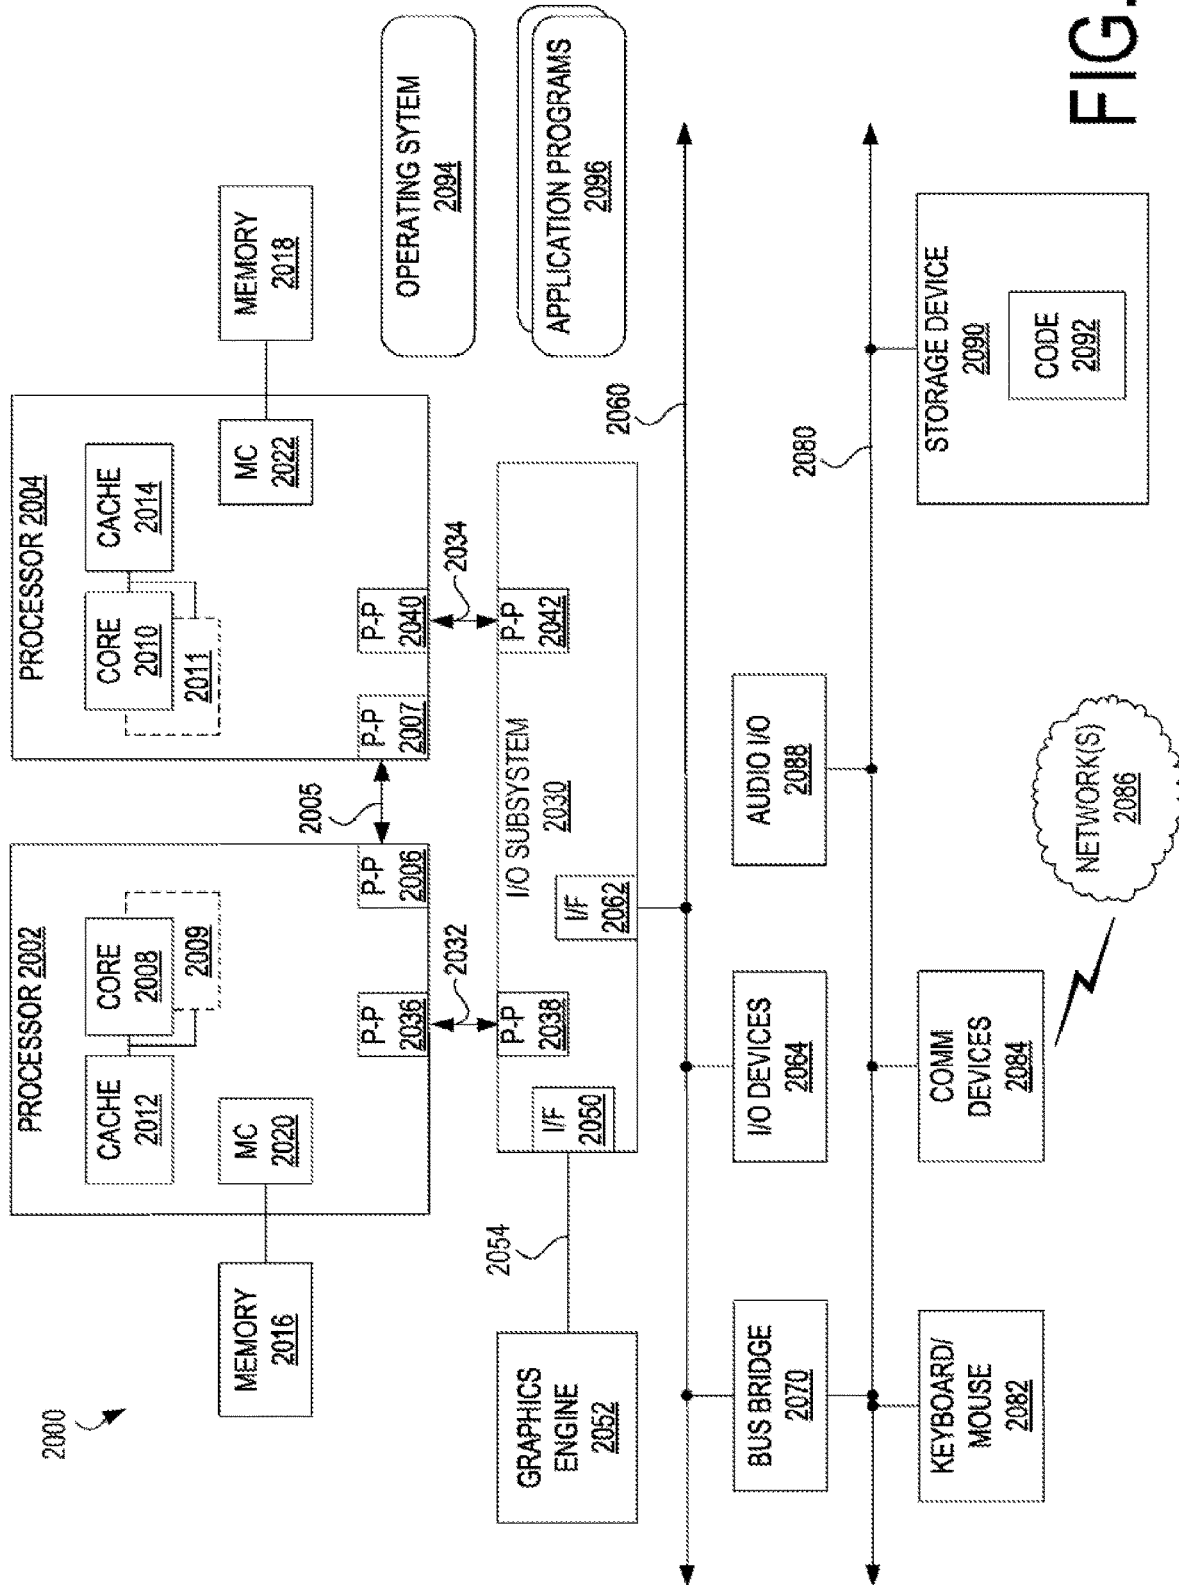 2000
PROCESSOR 2002
CACHE
2012
CORE
2008
2009
MC
2020
P-P
2036
P-P
2006
MEMORY
2016
2005
PROCESSOR 2004
CORE
2010
2011
CACHE
2014
MC
2022
P-P
2007
P-P
2040
MEMORY
2018
2032
2034
OPERATING SYTEM
2094
APPLICATION PROGRAMS
2096
GRAPHICS
ENGINE
2052
2054
I/F
2050
P-P
2038
I/O SUBSYSTEM
2030
I/F
2062
P-P
2042
2060
BUS BRIDGE
2070
I/O DEVICES
2064
AUDIO I/O
2088
2080
KEYBOARD/
MOUSE
2082
COMM
DEVICES
2084
NETWORK(S)
2086
STORAGE DEVICE
2090
CODE
2092
FIG.